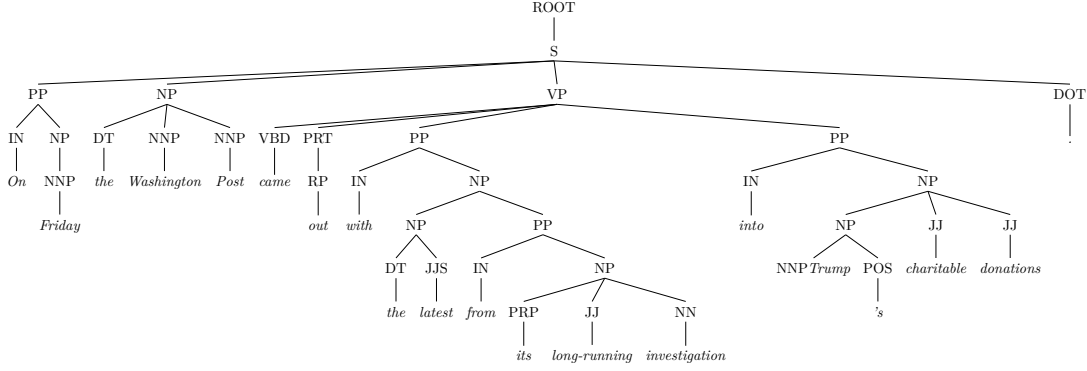 ROOT
S
PP NP VP DOT
IN NP DT NNP NNP VBD PRT PP PP .
On NNP the Washington Post came RP IN NP IN NP
Friday out with NP PP into NP JJ JJ
DT JJS IN NP NNP Trump POS charitable donations
the latest from PRP JJ NN 's
its long-running investigation